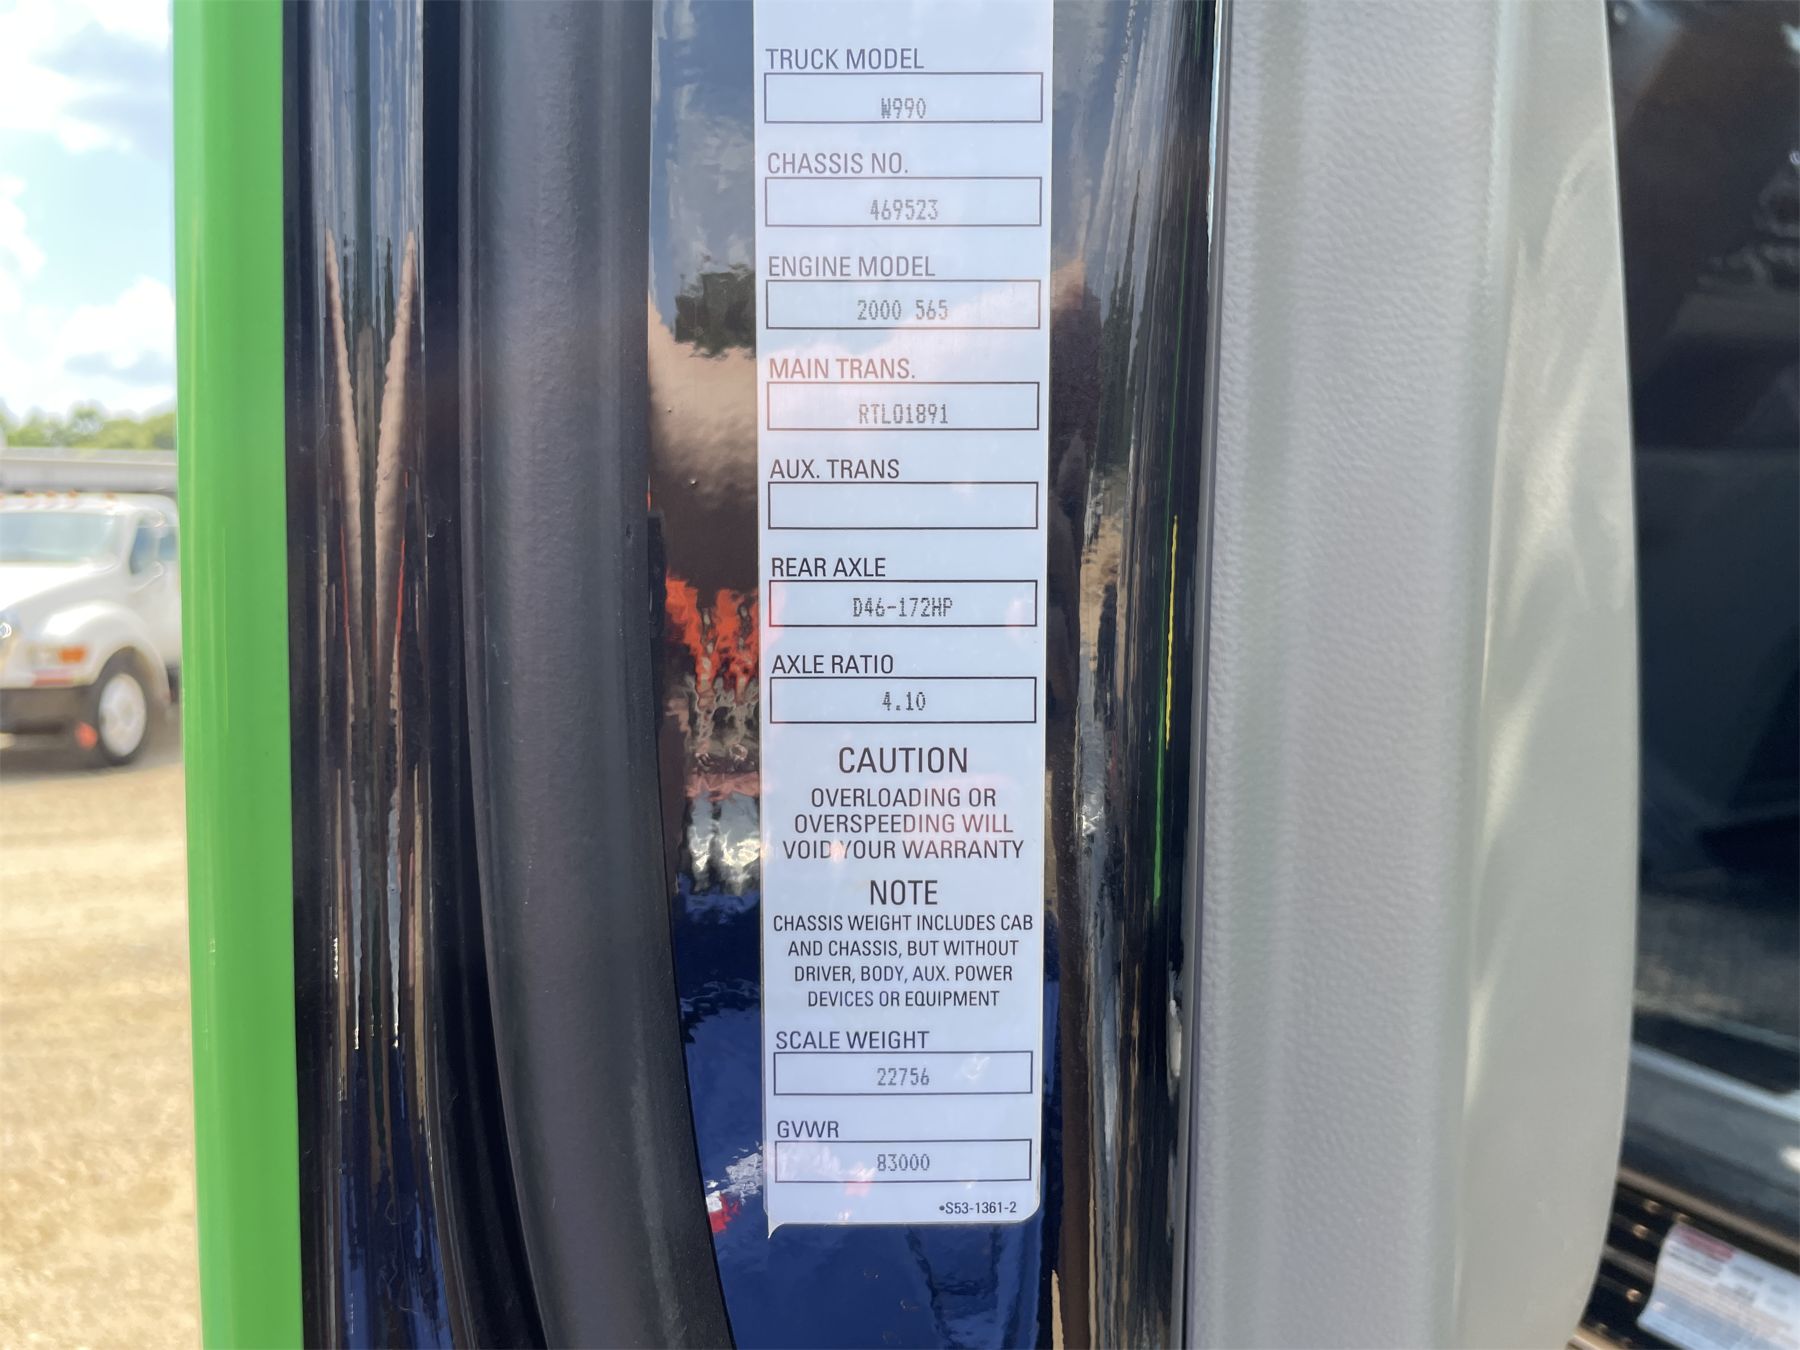 TRUCK MODEL
W990
CHASSIS NO.
469523
ENGINE MODEL
2000 565
MAIN TRANS.
RTLO1891
AUX. TRANS
REAR AXLE
D46-172HP
AXLE RATIO
4.10
CAUTION
OVERLOADING OR
OVERSPEEDING WILL
VOID YOUR WARRANTY
NOTE
CHASSIS WEIGHT INCLUDES CAB
AND CHASSIS, BUT WITHOUT
DRIVER, BODY, AUX. POWER
DEVICES OR EQUIPMENT
SCALE WEIGHT
22756
GVWR
83000
•S53-1361-2